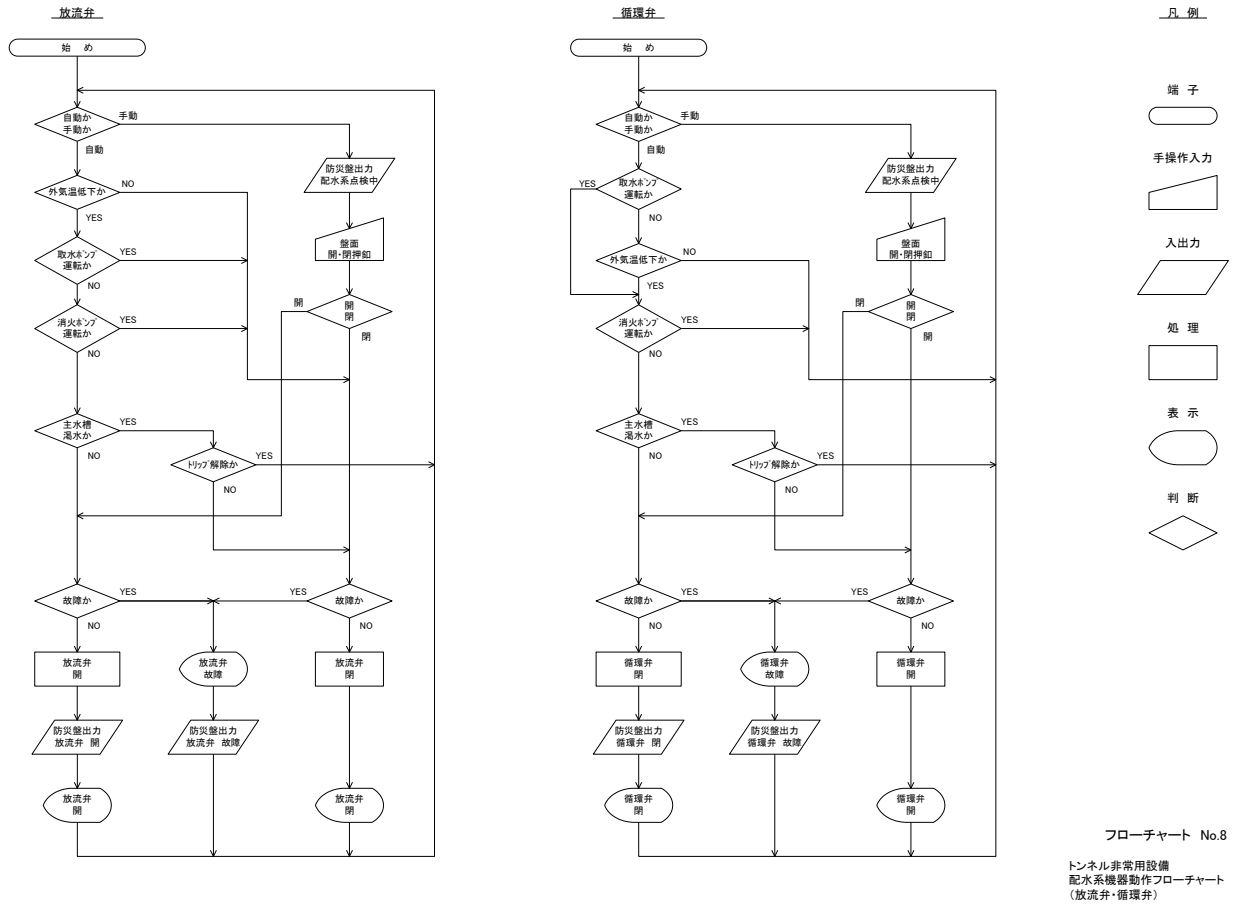 放流弁
始 め
自動か
手動か
手動
自動
防災盤出力
配水系点検中
外気温低下か
NO
YES
盤面
開・閉押釦
取水ポンプ
運転か
YES
NO
開
開
閉
閉
消火ポンプ
運転か
YES
NO
主水槽
渇水か
YES
NO
トリップ解除か
YES
NO
故障か
YES
NO
YES
故障か
NO
放流弁
開
放流弁
故障
放流弁
閉
防災盤出力
放流弁 開
防災盤出力
放流弁 故障
放流弁
開
放流弁
閉
循環弁
始 め
自動か
手動か
手動
自動
防災盤出力
配水系点検中
YES
取水ポンプ
運転か
NO
盤面
開・閉押釦
外気温低下か
NO
YES
閉
開
閉
開
消火ポンプ
運転か
YES
NO
主水槽
渇水か
YES
NO
トリップ解除か
YES
NO
故障か
YES
NO
YES
故障か
NO
循環弁
閉
循環弁
故障
循環弁
開
防災盤出力
循環弁 閉
防災盤出力
循環弁 故障
循環弁
閉
循環弁
開
凡 例
端 子
手操作入力
入出力
処 理
表 示
判 断
フローチャート No.8
トンネル非常用設備
配水系機器動作フローチャート
(放流弁・循環弁)